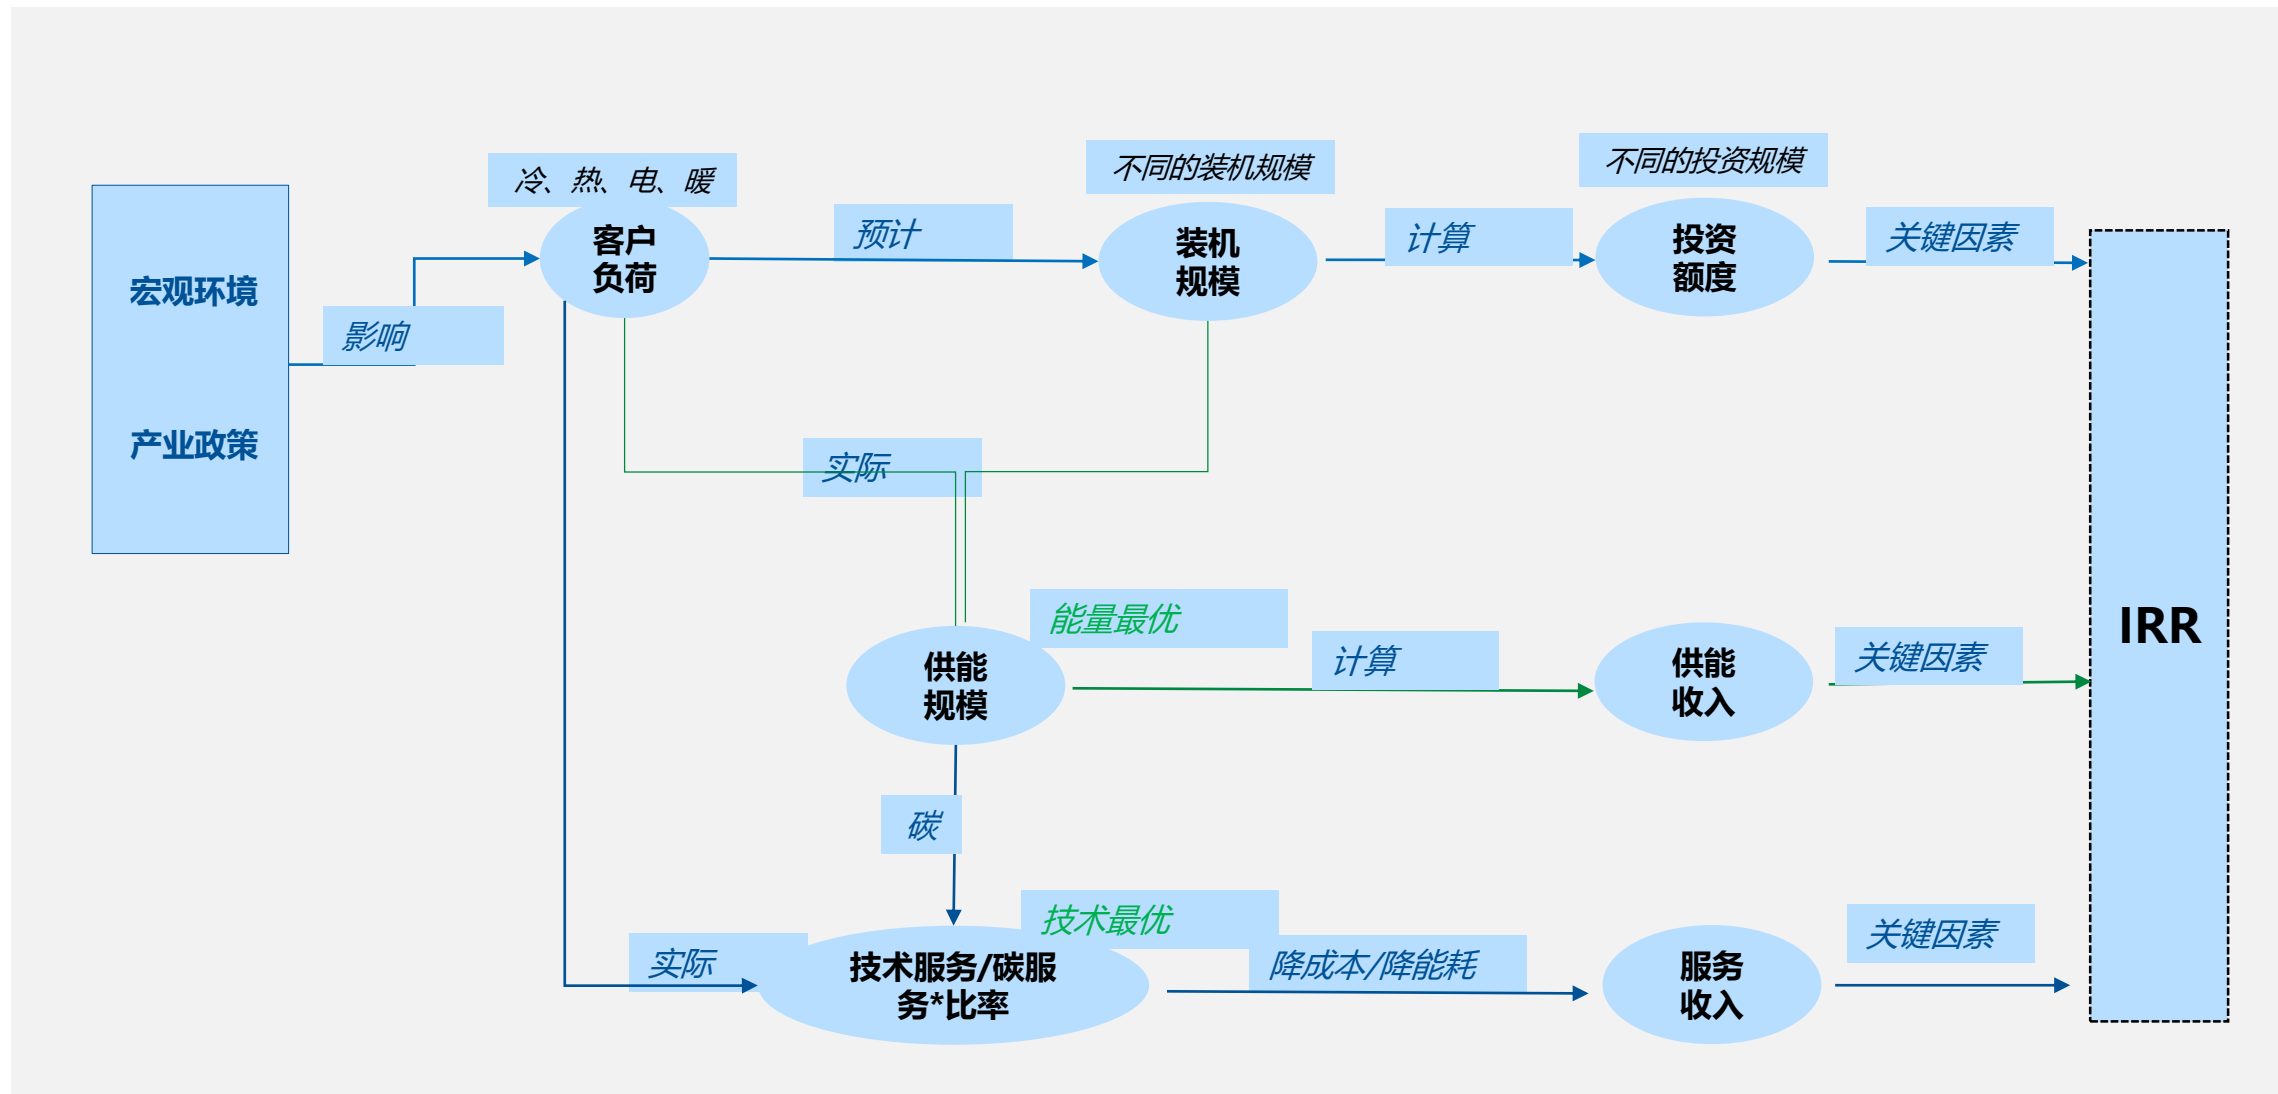 冷、热、电、暖
不同的装机规模
不同的投资规模
客户
负荷
预计
装机
规模
计算
投资
额度
关键因素
宏观环境
影响
产业政策
实际
能量最优
供能
规模
计算
供能
收入
关键因素
IRR
碳
技术最优
实际
技术服务/碳服
务*比率
降成本/降能耗
服务
收入
关键因素